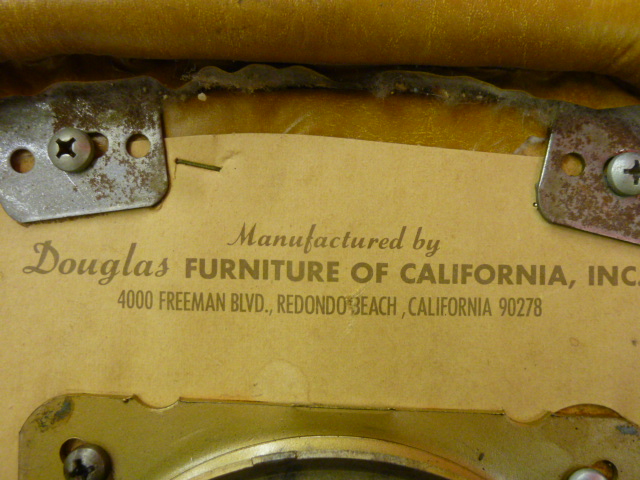 Manufactured by
Douglas FURNITURE OF CALIFORNIA, INC.
4000 FREEMAN BLVD., REDONDO BEACH, CALIFORNIA 90278